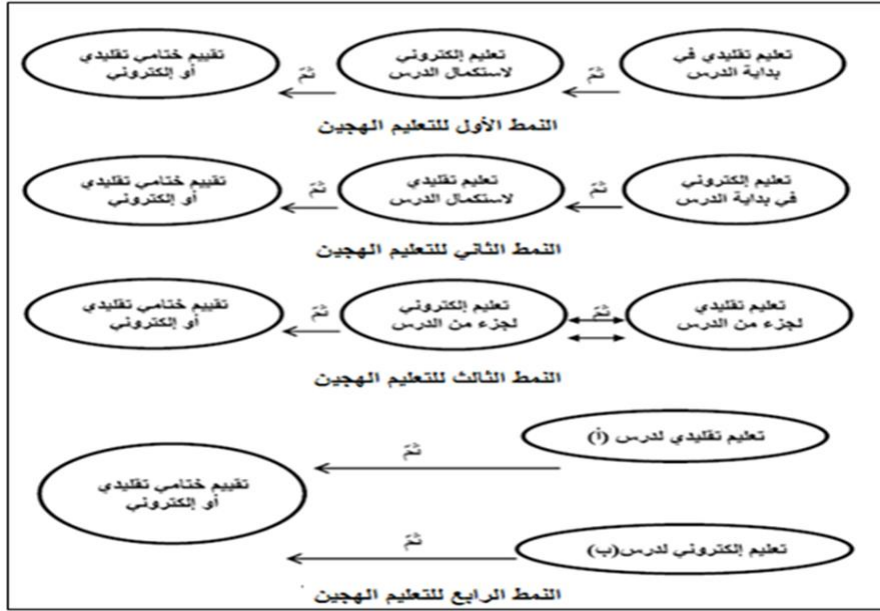 تعليم تقليدي في
بداية الدرس
ثمّ
تعليم إلكتروني
لاستكمال الدرس
ثمّ
تقييم ختامي تقليدي
أو إلكتروني
النمط الأول للتعليم الهجين
تعليم إلكتروني
في بداية الدرس
ثمّ
تعليم تقليدي
لاستكمال الدرس
ثمّ
تقييم ختامي تقليدي
أو إلكتروني
النمط الثاني للتعليم الهجين
تعليم تقليدي
لجزء من الدرس
ثمّ
تعليم إلكتروني
لجزء من الدرس
ثمّ
تقييم ختامي تقليدي
أو إلكتروني
النمط الثالث للتعليم الهجين
تعليم تقليدي لدرس (أ)
ثمّ
تقييم ختامي تقليدي
أو إلكتروني
تعليم إلكتروني لدرس(ب)
ثمّ
النمط الرابع للتعليم الهجين